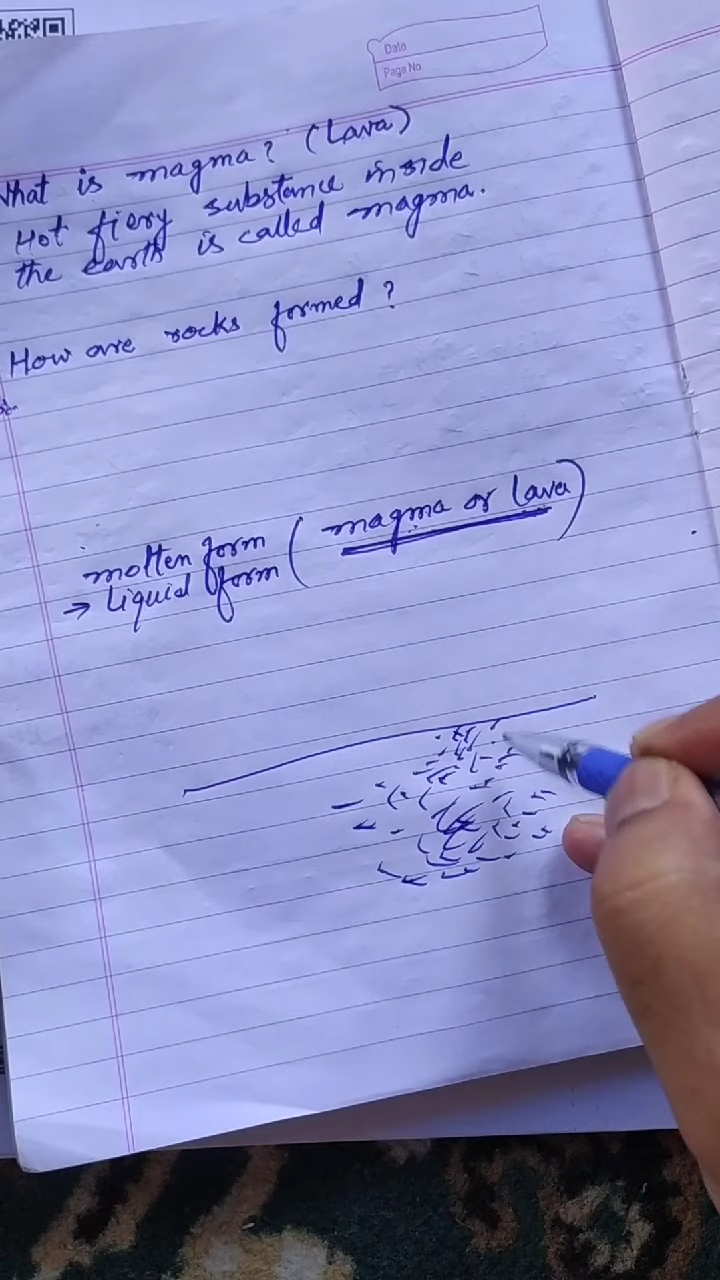 Date
Page No.
What is magma? (Lava)
Hot fiery substance inside
the earth is called magma.
How are rocks formed?
molten form (magma or lava)
→ Liquid form